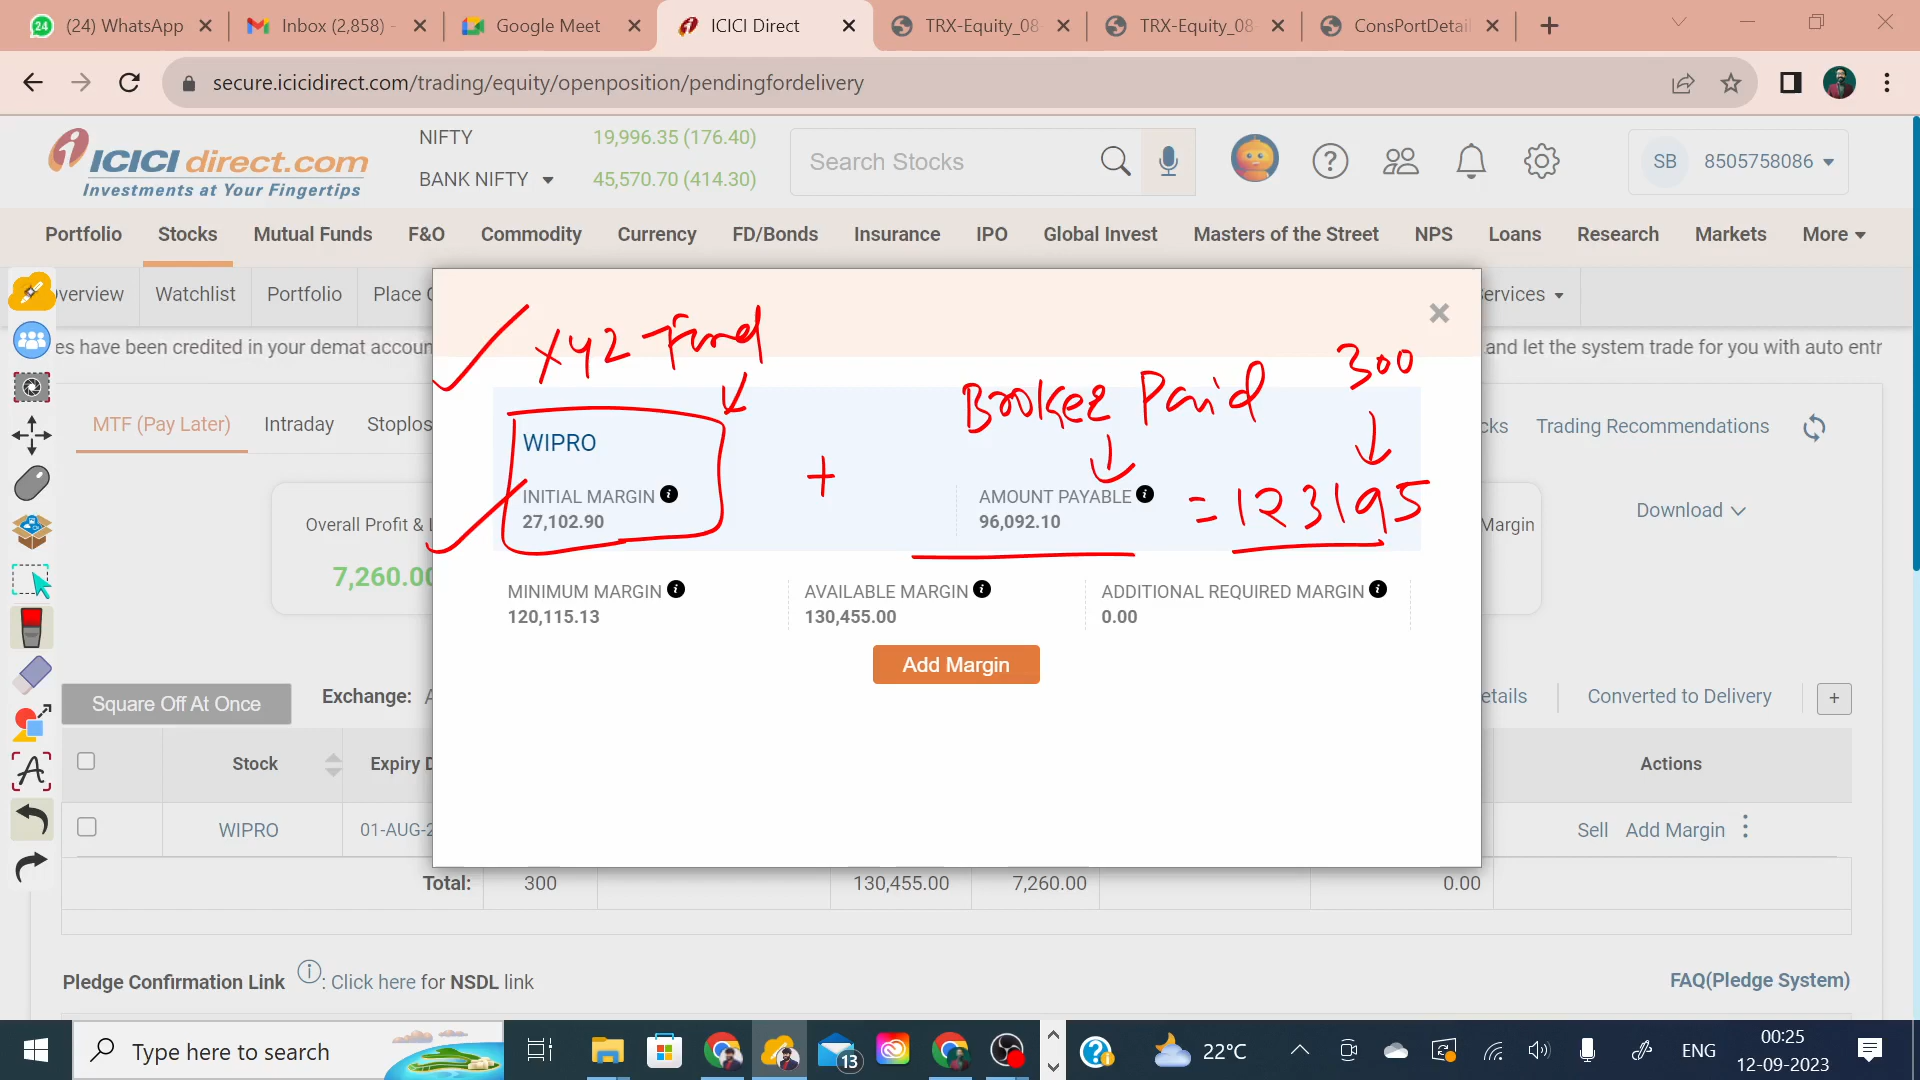 24 (24) WhatsApp
Inbox (2,858) -
Google Meet
ICICI Direct
TRX-Equity_08
TRX-Equity_08
ConsPortDetail
secure.icicidirect.com/trading/equity/openposition/pendingfordelivery
ICICI direct.com
Investments at Your Fingertips
NIFTY 19,996.35 (176.40)
BANK NIFTY 45,570.70 (414.30)
Search Stocks
SB 8505758086
Portfolio Stocks Mutual Funds F&O Commodity Currency FD/Bonds Insurance IPO Global Invest Masters of the Street NPS Loans Research Markets More
verview Watchlist Portfolio Place ervices
es have been credited in your demat accoun and let the system trade for you with auto entr
XYZ Fund
Broker Paid
300
MTF (Pay Later) Intraday Stoplos cks Trading Recommendations
WIPRO
+
INITIAL MARGIN AMOUNT PAYABLE
27,102.90 96,092.10
= 123195
Overall Profit & L Margin Download
7,260.00
MINIMUM MARGIN AVAILABLE MARGIN ADDITIONAL REQUIRED MARGIN
120,115.13 130,455.00 0.00
Add Margin
Square Off At Once Exchange: etails Converted to Delivery +
Stock Expiry D Actions
WIPRO 01-AUG-2 Sell Add Margin
Total: 300 130,455.00 7,260.00 0.00
Pledge Confirmation Link : Click here for NSDL link FAQ(Pledge System)
Type here to search
13
22°C
ENG
00:25
12-09-2023